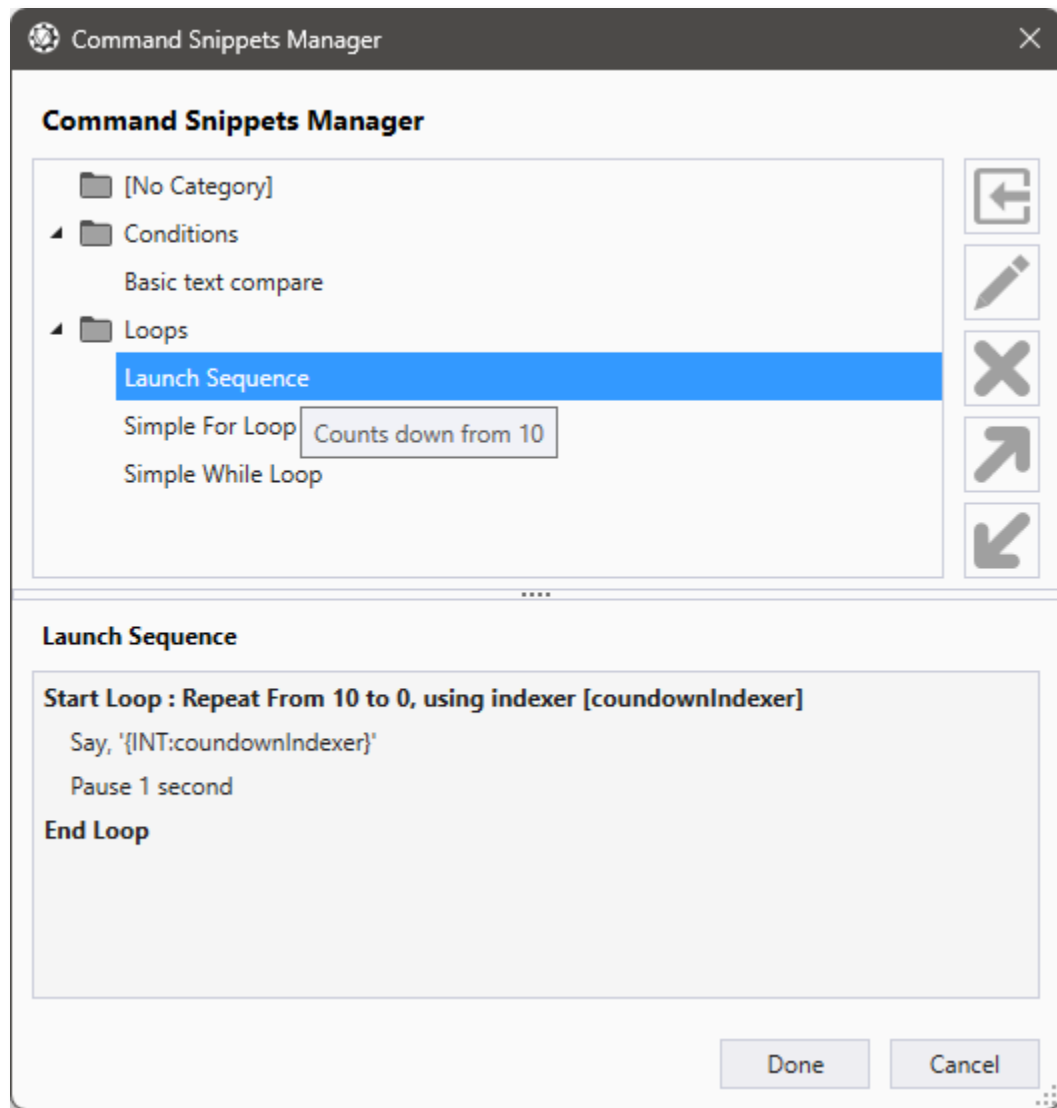 Command Snippets Manager
Command Snippets Manager
[No Category]
Conditions
Basic text compare
Loops
Launch Sequence
Simple For Loop
Counts down from 10
Simple While Loop
Launch Sequence
Start Loop : Repeat From 10 to 0, using indexer [coundownIndexer]
Say, '{INT:coundownIndexer}'
Pause 1 second
End Loop
Done Cancel